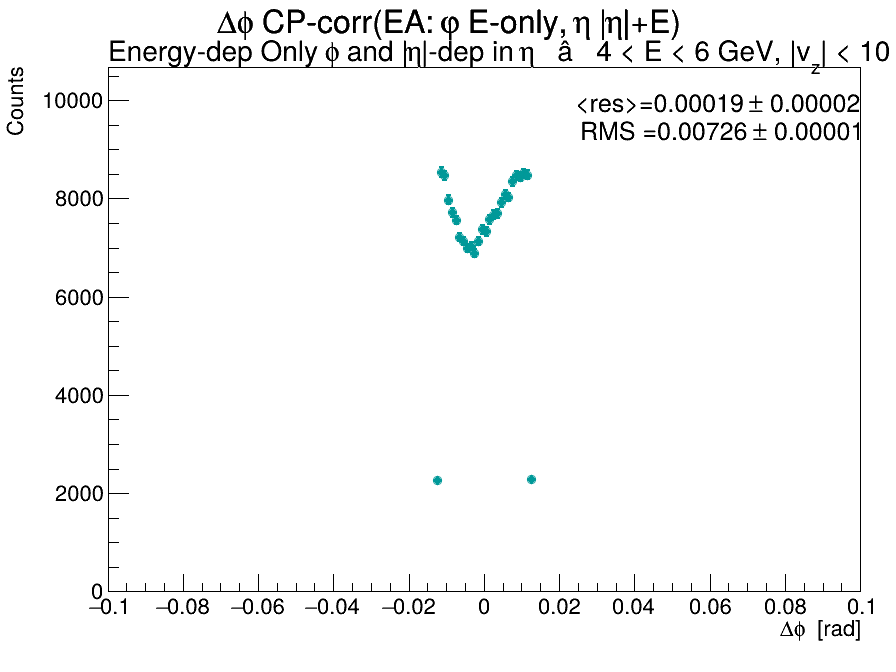 Δϕ CP-corr(EA: φ E-only, η |η|+E)
Energy-dep Only ϕ and |η|-dep in η â 4 < E < 6 GeV, |v_z| < 10
Counts
<res>=0.00019 ± 0.00002
RMS =0.00726 ± 0.00001
10000
8000
6000
4000
2000
0
−0.1 −0.08 −0.06 −0.04 −0.02 0 0.02 0.04 0.06 0.08 0.1
Δϕ [rad]